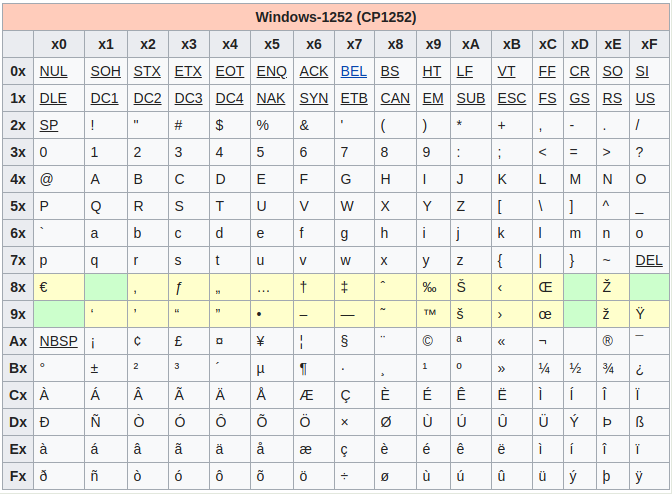 Windows-1252 (CP1252)
x0 x1 x2 x3 x4 x5 x6 x7 x8 x9 xA xB xC xD xE xF
0x NUL SOH STX ETX EOT ENQ ACK BEL BS HT LF VT FF CR SO SI
1x DLE DC1 DC2 DC3 DC4 NAK SYN ETB CAN EM SUB ESC FS GS RS US
2x SP ! " # $ % & ' ( ) * + , - . /
3x 0 1 2 3 4 5 6 7 8 9 : ; < = > ?
4x @ A B C D E F G H I J K L M N O
5x P Q R S T U V W X Y Z [ \ ] ^ _
6x ` a b c d e f g h i j k l m n o
7x p q r s t u v w x y z { | } ~ DEL
8x € ‚ ƒ „ … † ‡ ˆ ‰ Š ‹ Œ Ž
9x ‘ ’ “ ” • – — ˜ ™ š › œ ž Ÿ
Ax NBSP ¡ ¢ £ ¤ ¥ ¦ § ¨ © ª « ¬ ® ¯
Bx ° ± ² ³ ´ µ ¶ · ¸ ¹ º » ¼ ½ ¾ ¿
Cx À Á Â Ã Ä Å Æ Ç È É Ê Ë Ì Í Î Ï
Dx Ð Ñ Ò Ó Ô Õ Ö × Ø Ù Ú Û Ü Ý Þ ß
Ex à á â ã ä å æ ç è é ê ë ì í î ï
Fx ð ñ ò ó ô õ ö ÷ ø ù ú û ü ý þ ÿ